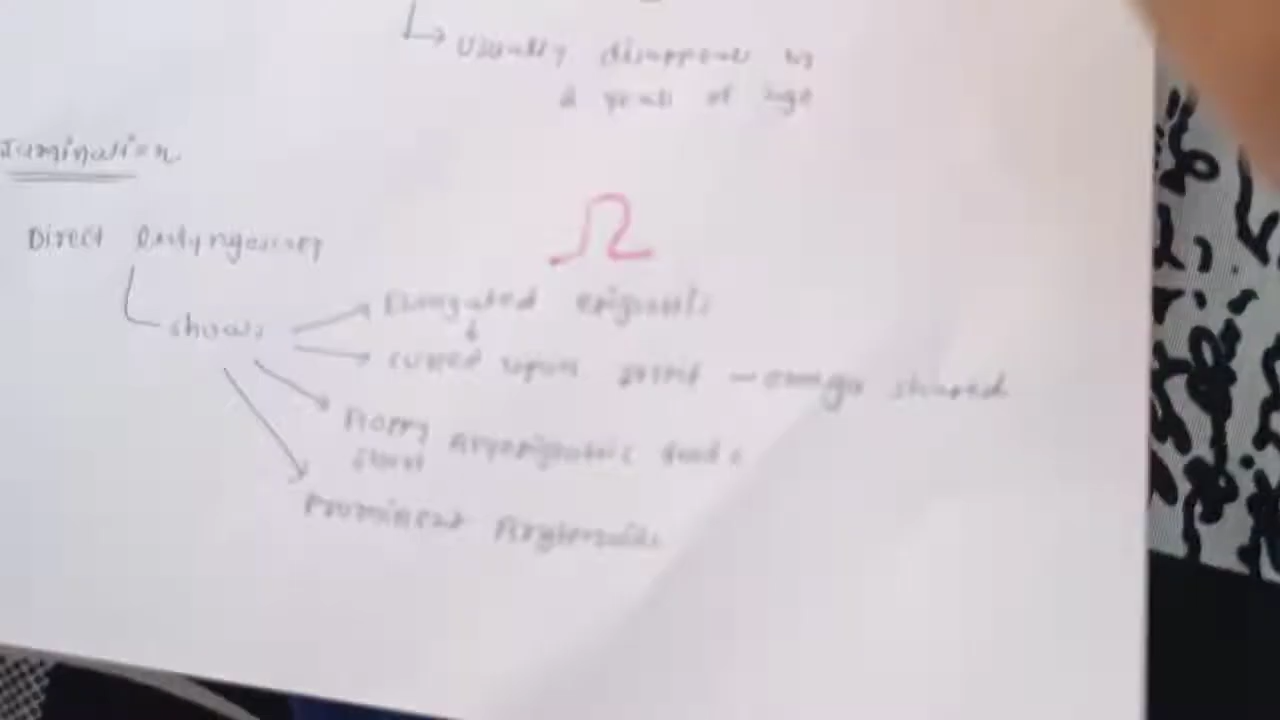 ↳ usually disappear by
2 years of age
Examination
Direct laryngoscopy
Ω
shows → Elongated epiglottis
→ curled upon itself – omega shaped
→ Floppy aryepiglottic folds
short
→ Prominent Arytenoids